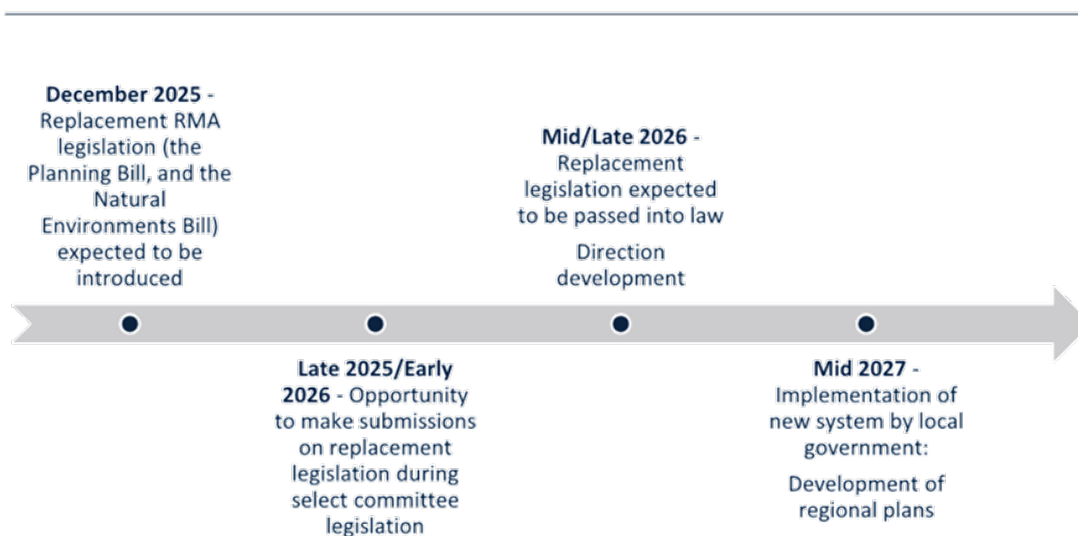 December 2025 -
Replacement RMA
legislation (the
Planning Bill, and the
Natural
Environments Bill)
expected to be
introduced
Late 2025/Early
2026 - Opportunity
to make submissions
on replacement
legislation during
select committee
legislation
Mid/Late 2026 -
Replacement
legislation expected
to be passed into law
Direction
development
Mid 2027 -
Implementation of
new system by local
government:
Development of
regional plans